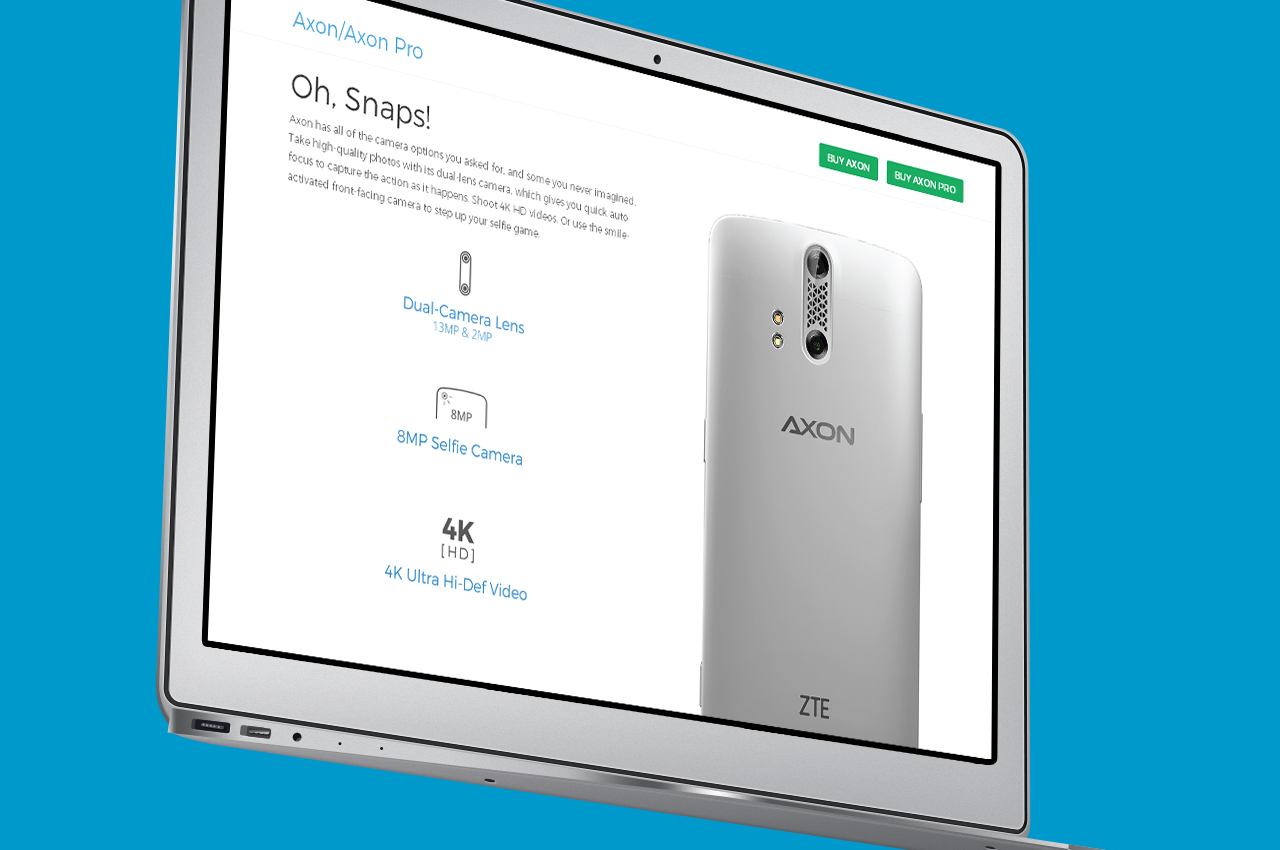 Axon/Axon Pro
BUY AXON
BUY AXON PRO
Oh, Snaps!
Axon has all of the camera options you asked for, and some you never imagined.
Take high-quality photos with its dual-lens camera, which gives you quick auto
focus to capture the action as it happens. Shoot 4K HD videos. Or use the smile-
activated front-facing camera to step up your selfie game.
Dual-Camera Lens
13MP & 2MP
8MP
8MP Selfie Camera
4K
[HD]
4K Ultra Hi-Def Video
AXON
ZTE